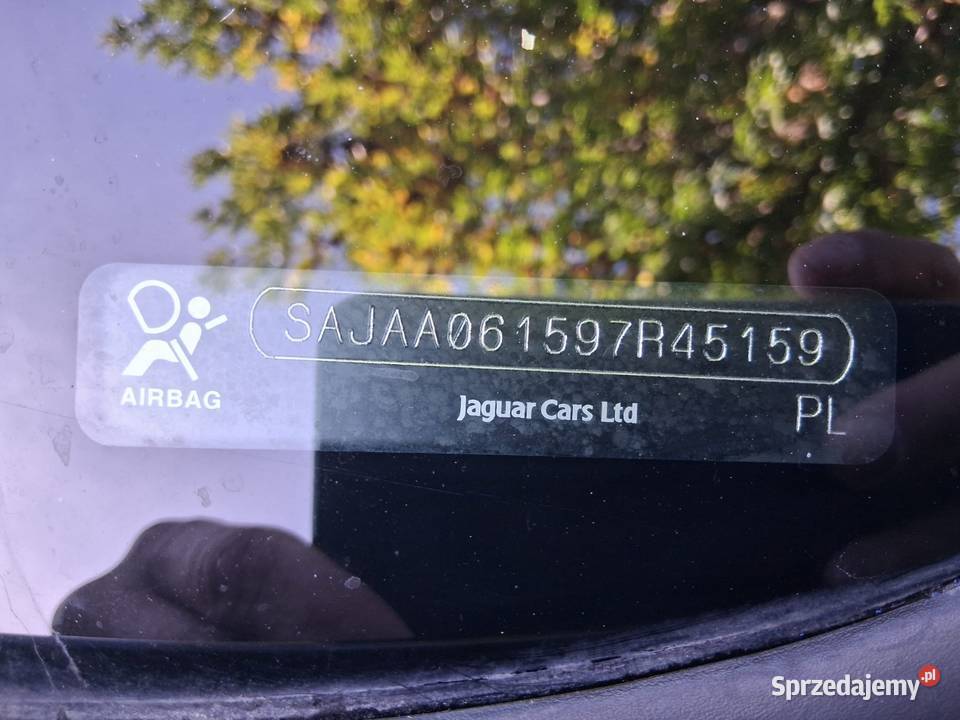 SAJAA061597R45159
AIRBAG
Jaguar Cars Ltd
PL
Sprzedajemy.pl